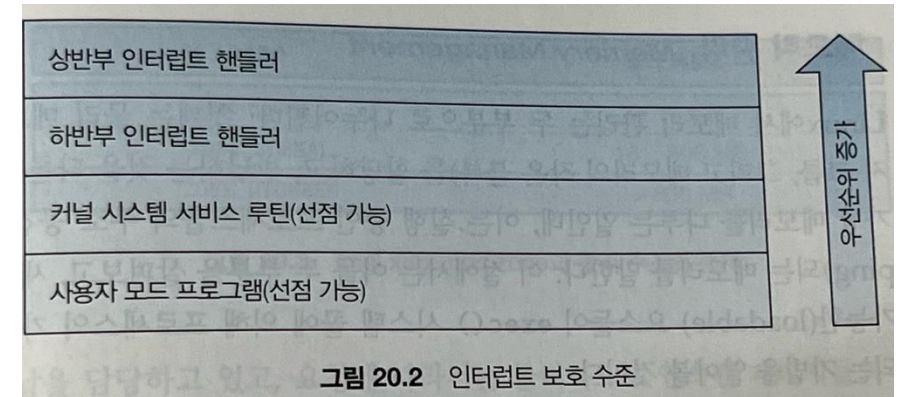 상반부 인터럽트 핸들러
하반부 인터럽트 핸들러
커널 시스템 서비스 루틴(선점 가능)
사용자 모드 프로그램(선점 가능)
우선순위 증가
그림 20.2 인터럽트 보호 수준